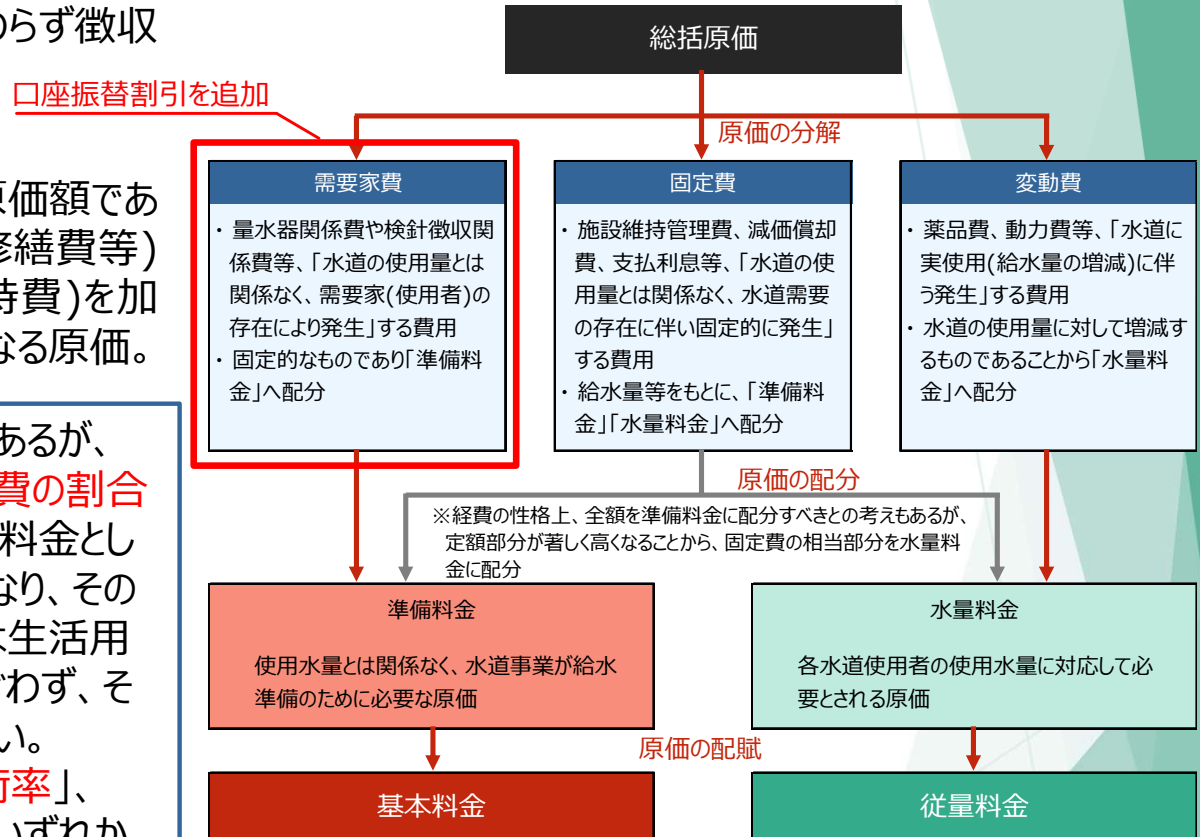 わらず徴収
口座振替割引を追加
原価額であ
修繕費等)
持費)を加
なる原価。
あるが、
費の割合
料金とし
なり、その
生活用
わず、そ
い。
率」、
いずれか
総括原価
原価の分解
需要家費
・ 量水器関係費や検針徴収関
係費等、「水道の使用量とは
関係なく、需要家(使用者)の
存在により発生」する費用
・ 固定的なものであり「準備料
金」へ配分
固定費
・ 施設維持管理費、減価償却
費、支払利息等、「水道の使
用量とは関係なく、水道需要
の存在に伴い固定的に発生」
する費用
・ 給水量等をもとに、「準備料
金」「水量料金」へ配分
変動費
・ 薬品費、動力費等、「水道に
実使用(給水量の増減)に伴
う発生」する費用
・ 水道の使用量に対して増減す
るものであることから「水量料
金」へ配分
原価の配分
※経費の性格上、全額を準備料金に配分すべきとの考えもあるが、
定額部分が著しく高くなることから、固定費の相当部分を水量料
金に配分
準備料金
使用水量とは関係なく、水道事業が給水
準備のために必要な原価
水量料金
各水道使用者の使用水量に対応して必
要とされる原価
原価の配賦
基本料金
従量料金